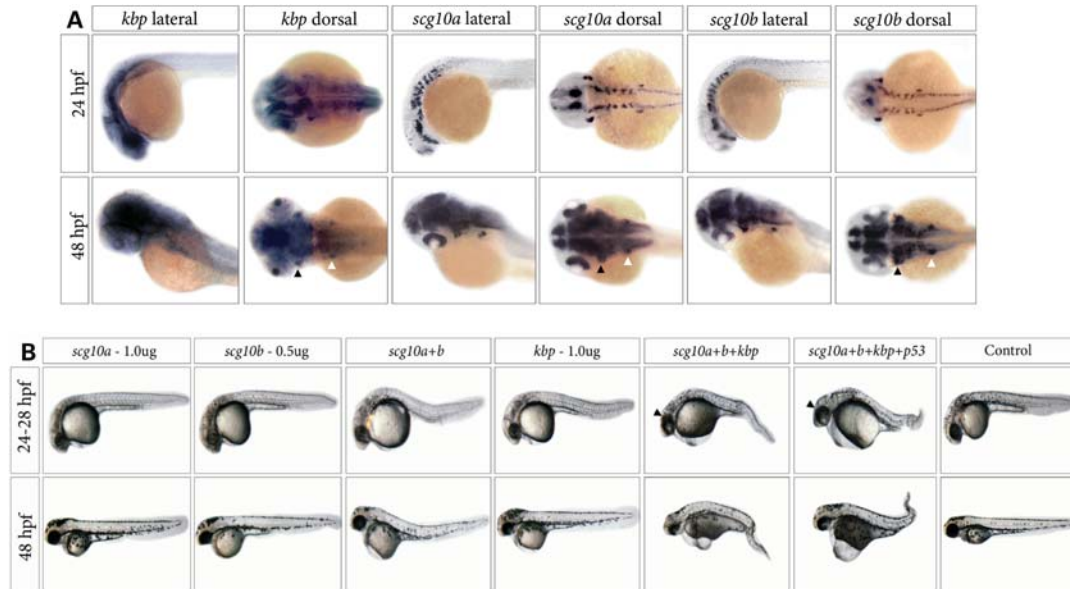 A
kbp lateral
kbp dorsal
scg10a lateral
scg10a dorsal
scg10b lateral
scg10b dorsal
24 hpf
48 hpf
B
scg10a - 1.0ug
scg10b - 0.5ug
scg10a+b
kbp - 1.0ug
scg10a+b+kbp
scg10a+b+kbp+p53
Control
24-28 hpf
48 hpf